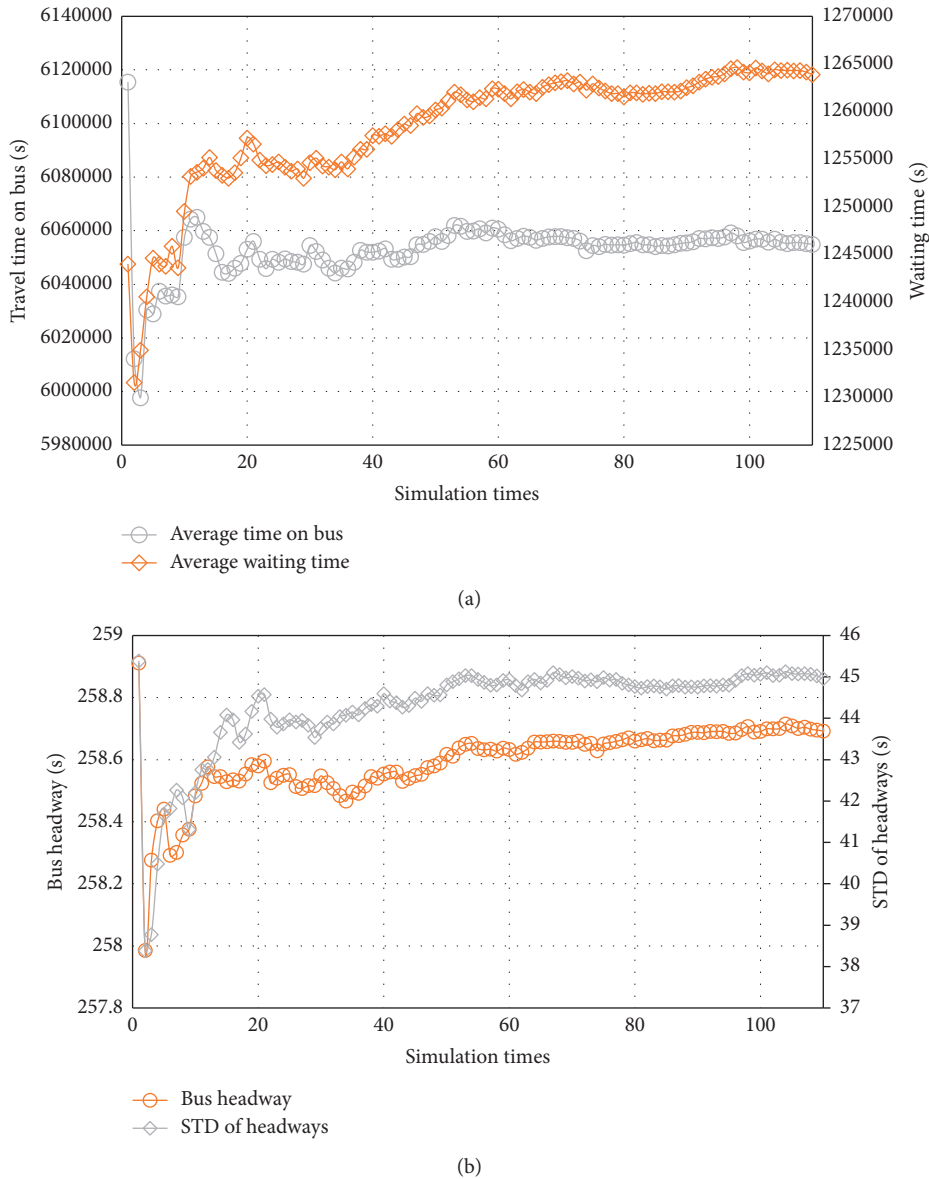 6140000
6120000
6100000
6080000
6060000
6040000
6020000
6000000
5980000
Travel time on bus (s)
1270000
1265000
1260000
1255000
1250000
1245000
1240000
1235000
1230000
1225000
Waiting time (s)
0 20 40 60 80 100
Simulation times
Average time on bus
Average waiting time
(a)
259
258.8
258.6
258.4
258.2
258
257.8
Bus headway (s)
46
45
44
43
42
41
40
39
38
37
STD of headways (s)
0 20 40 60 80 100
Simulation times
Bus headway
STD of headways
(b)